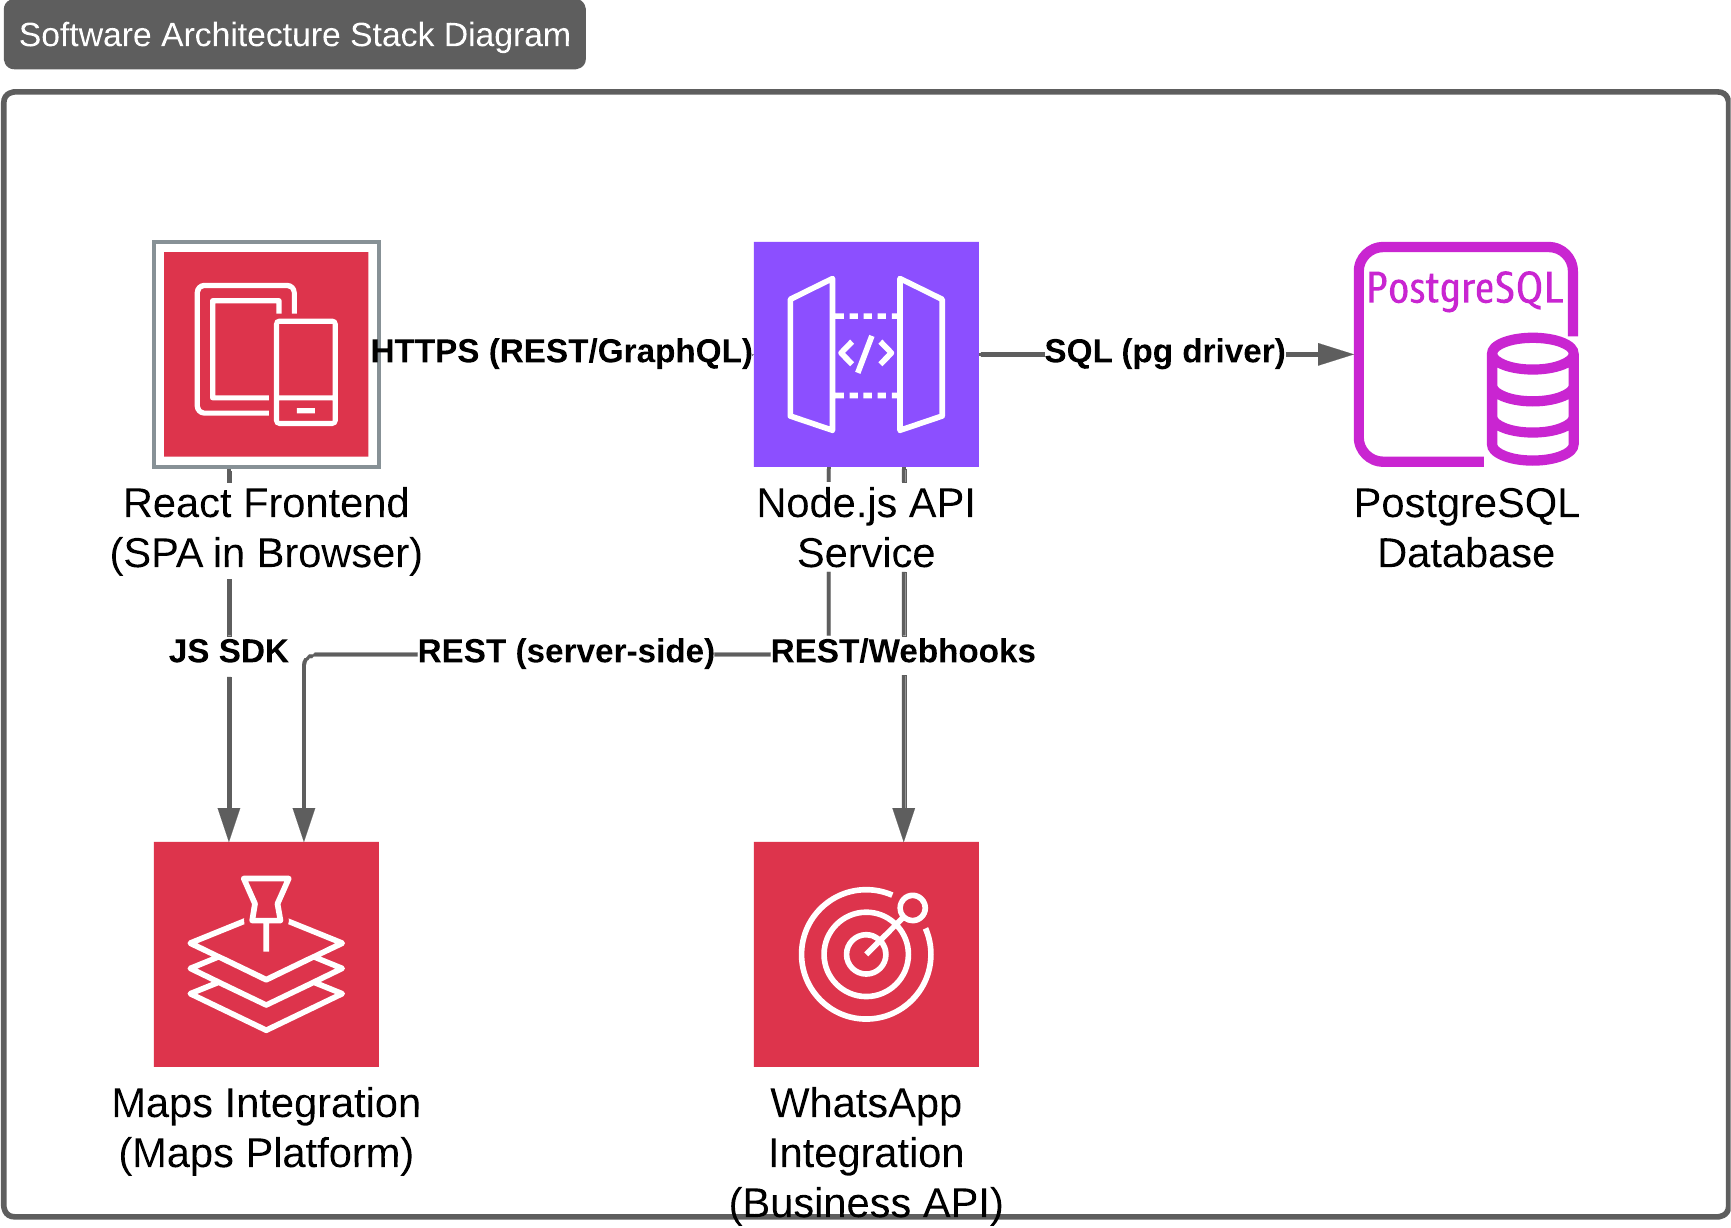 Software Architecture Stack Diagram
HTTPS (REST/GraphQL)
SQL (pg driver)
PostgreSQL
React Frontend
(SPA in Browser)
Node.js API
Service
PostgreSQL
Database
JS SDK
REST (server-side)
REST/Webhooks
Maps Integration
(Maps Platform)
WhatsApp
Integration
(Business API)